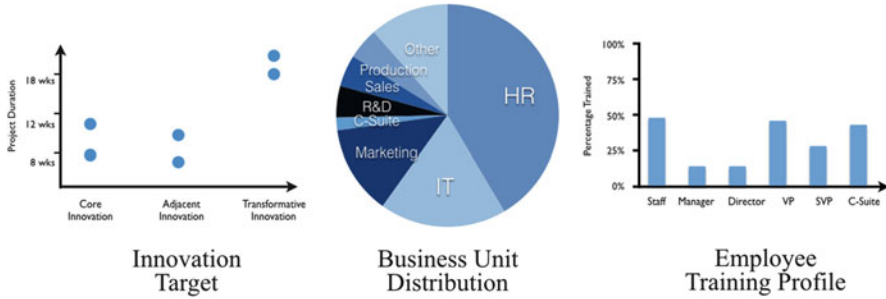 Project Duration
18 wks
12 wks
8 wks
Core
Innovation
Adjacent
Innovation
Transformative
Innovation
Innovation
Target
Other
Production
Sales
R&D
C-Suite
Marketing
IT
HR
Business Unit
Distribution
Percentage Trained
100%
75%
50%
25%
0%
Staff
Manager
Director
VP
SVP
C-Suite
Employee
Training Profile